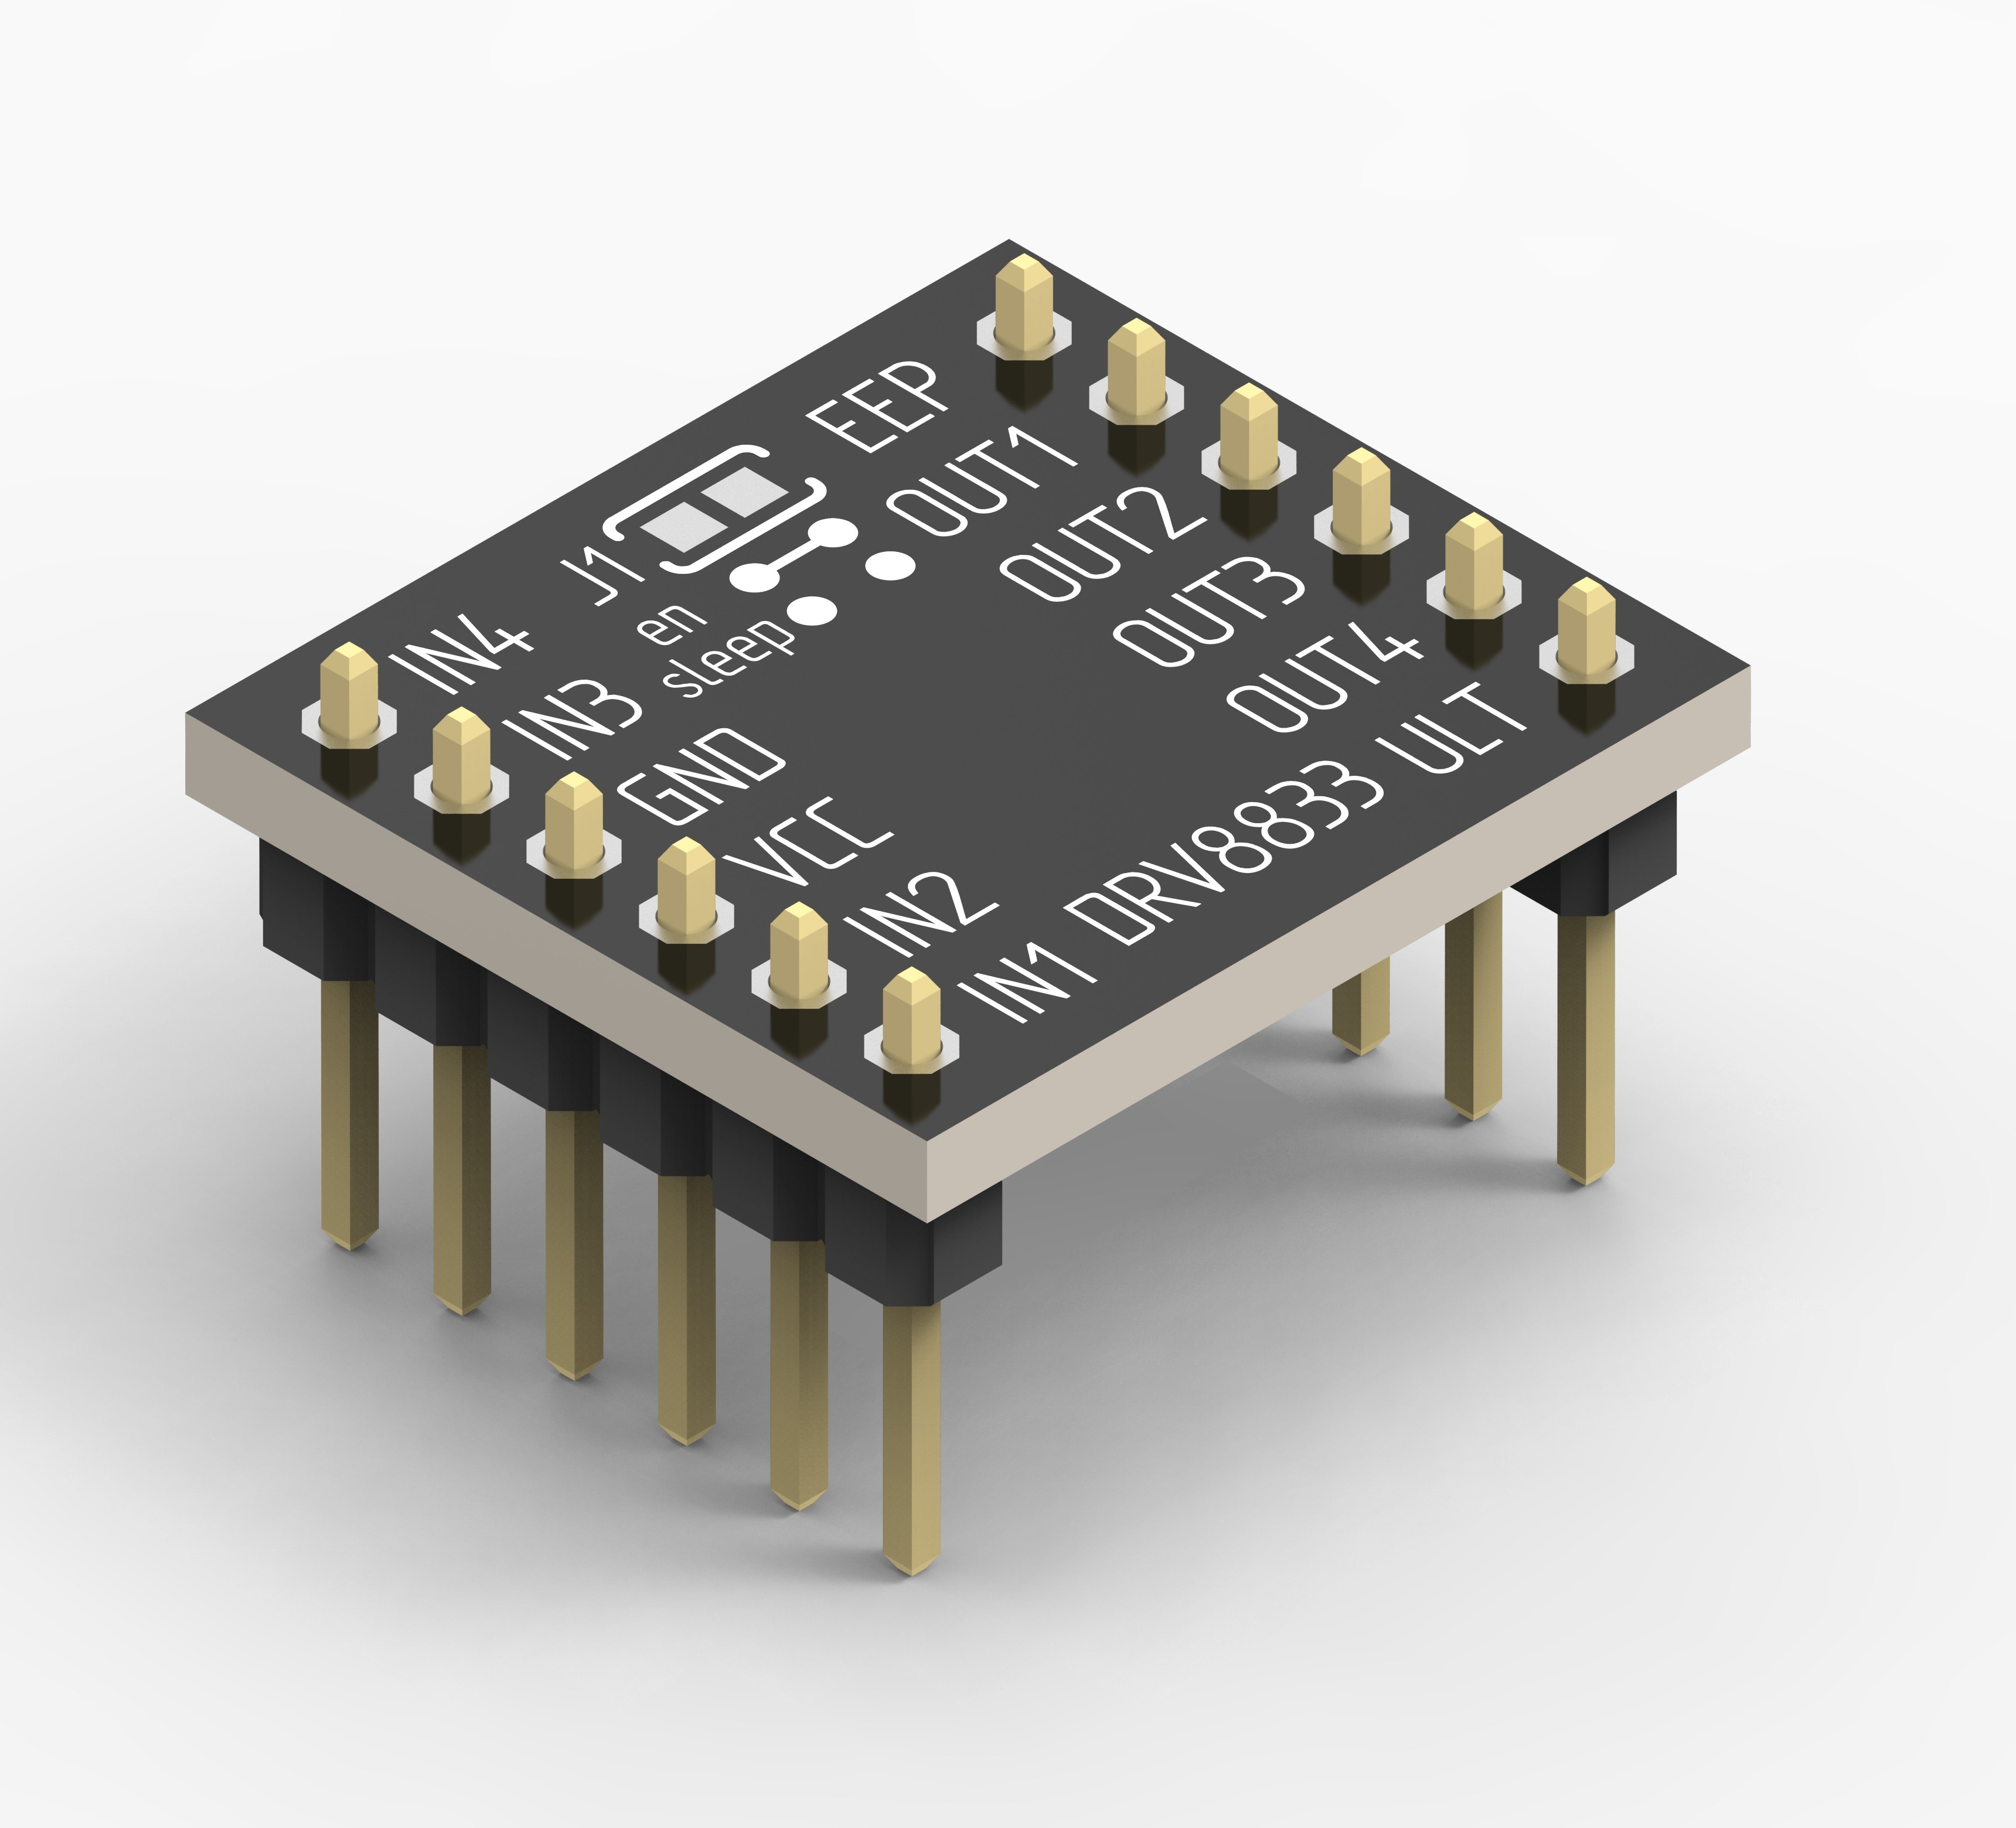 EEP
J1
OUT1
IN4
en
OUT2
sleep
IN3
OUT3
GND
OUT4
VCC
ULT
IN2
IN1 DRV8833